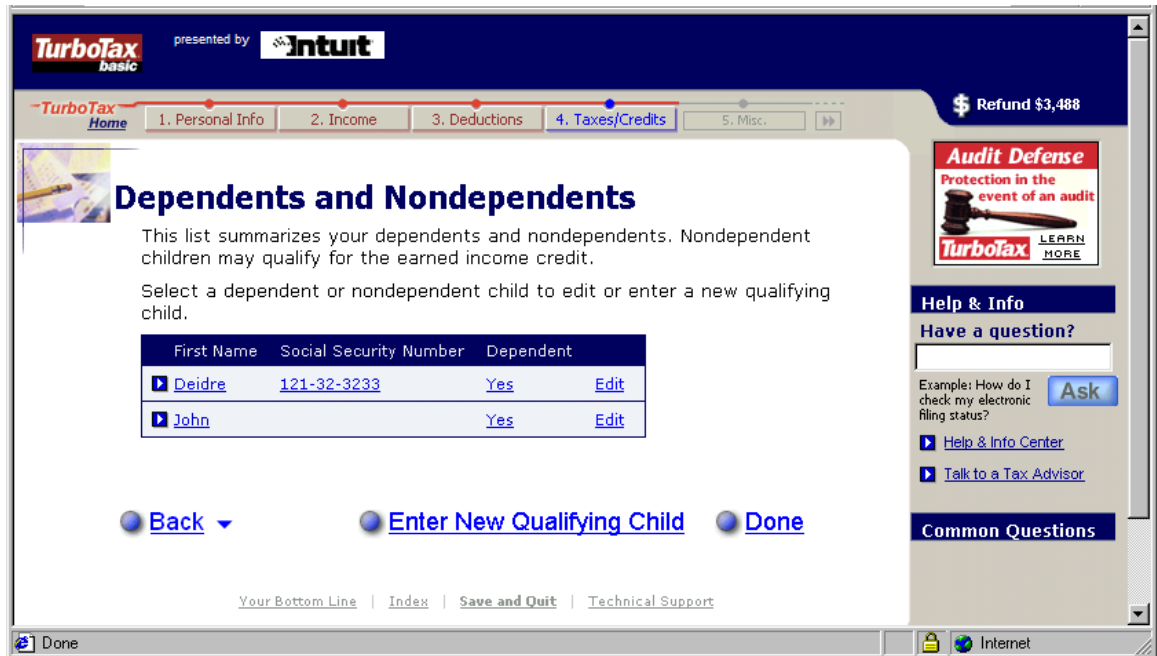 TurboTax
basic
presented by
Intuit
TurboTax
Home
1. Personal Info
2. Income
3. Deductions
4. Taxes/Credits
5. Misc.
$ Refund $3,488
Dependents and Nondependents
This list summarizes your dependents and nondependents. Nondependent
children may qualify for the earned income credit.
Select a dependent or nondependent child to edit or enter a new qualifying
child.
First Name Social Security Number Dependent
Deidre 121-32-3233 Yes Edit
John Yes Edit
Back
Enter New Qualifying Child
Done
Your Bottom Line | Index | Save and Quit | Technical Support
Audit Defense
Protection in the
event of an audit
TurboTax
LEARN
MORE
Help & Info
Have a question?
Example: How do I
check my electronic
filing status?
Ask
Help & Info Center
Talk to a Tax Advisor
Common Questions
Done
Internet